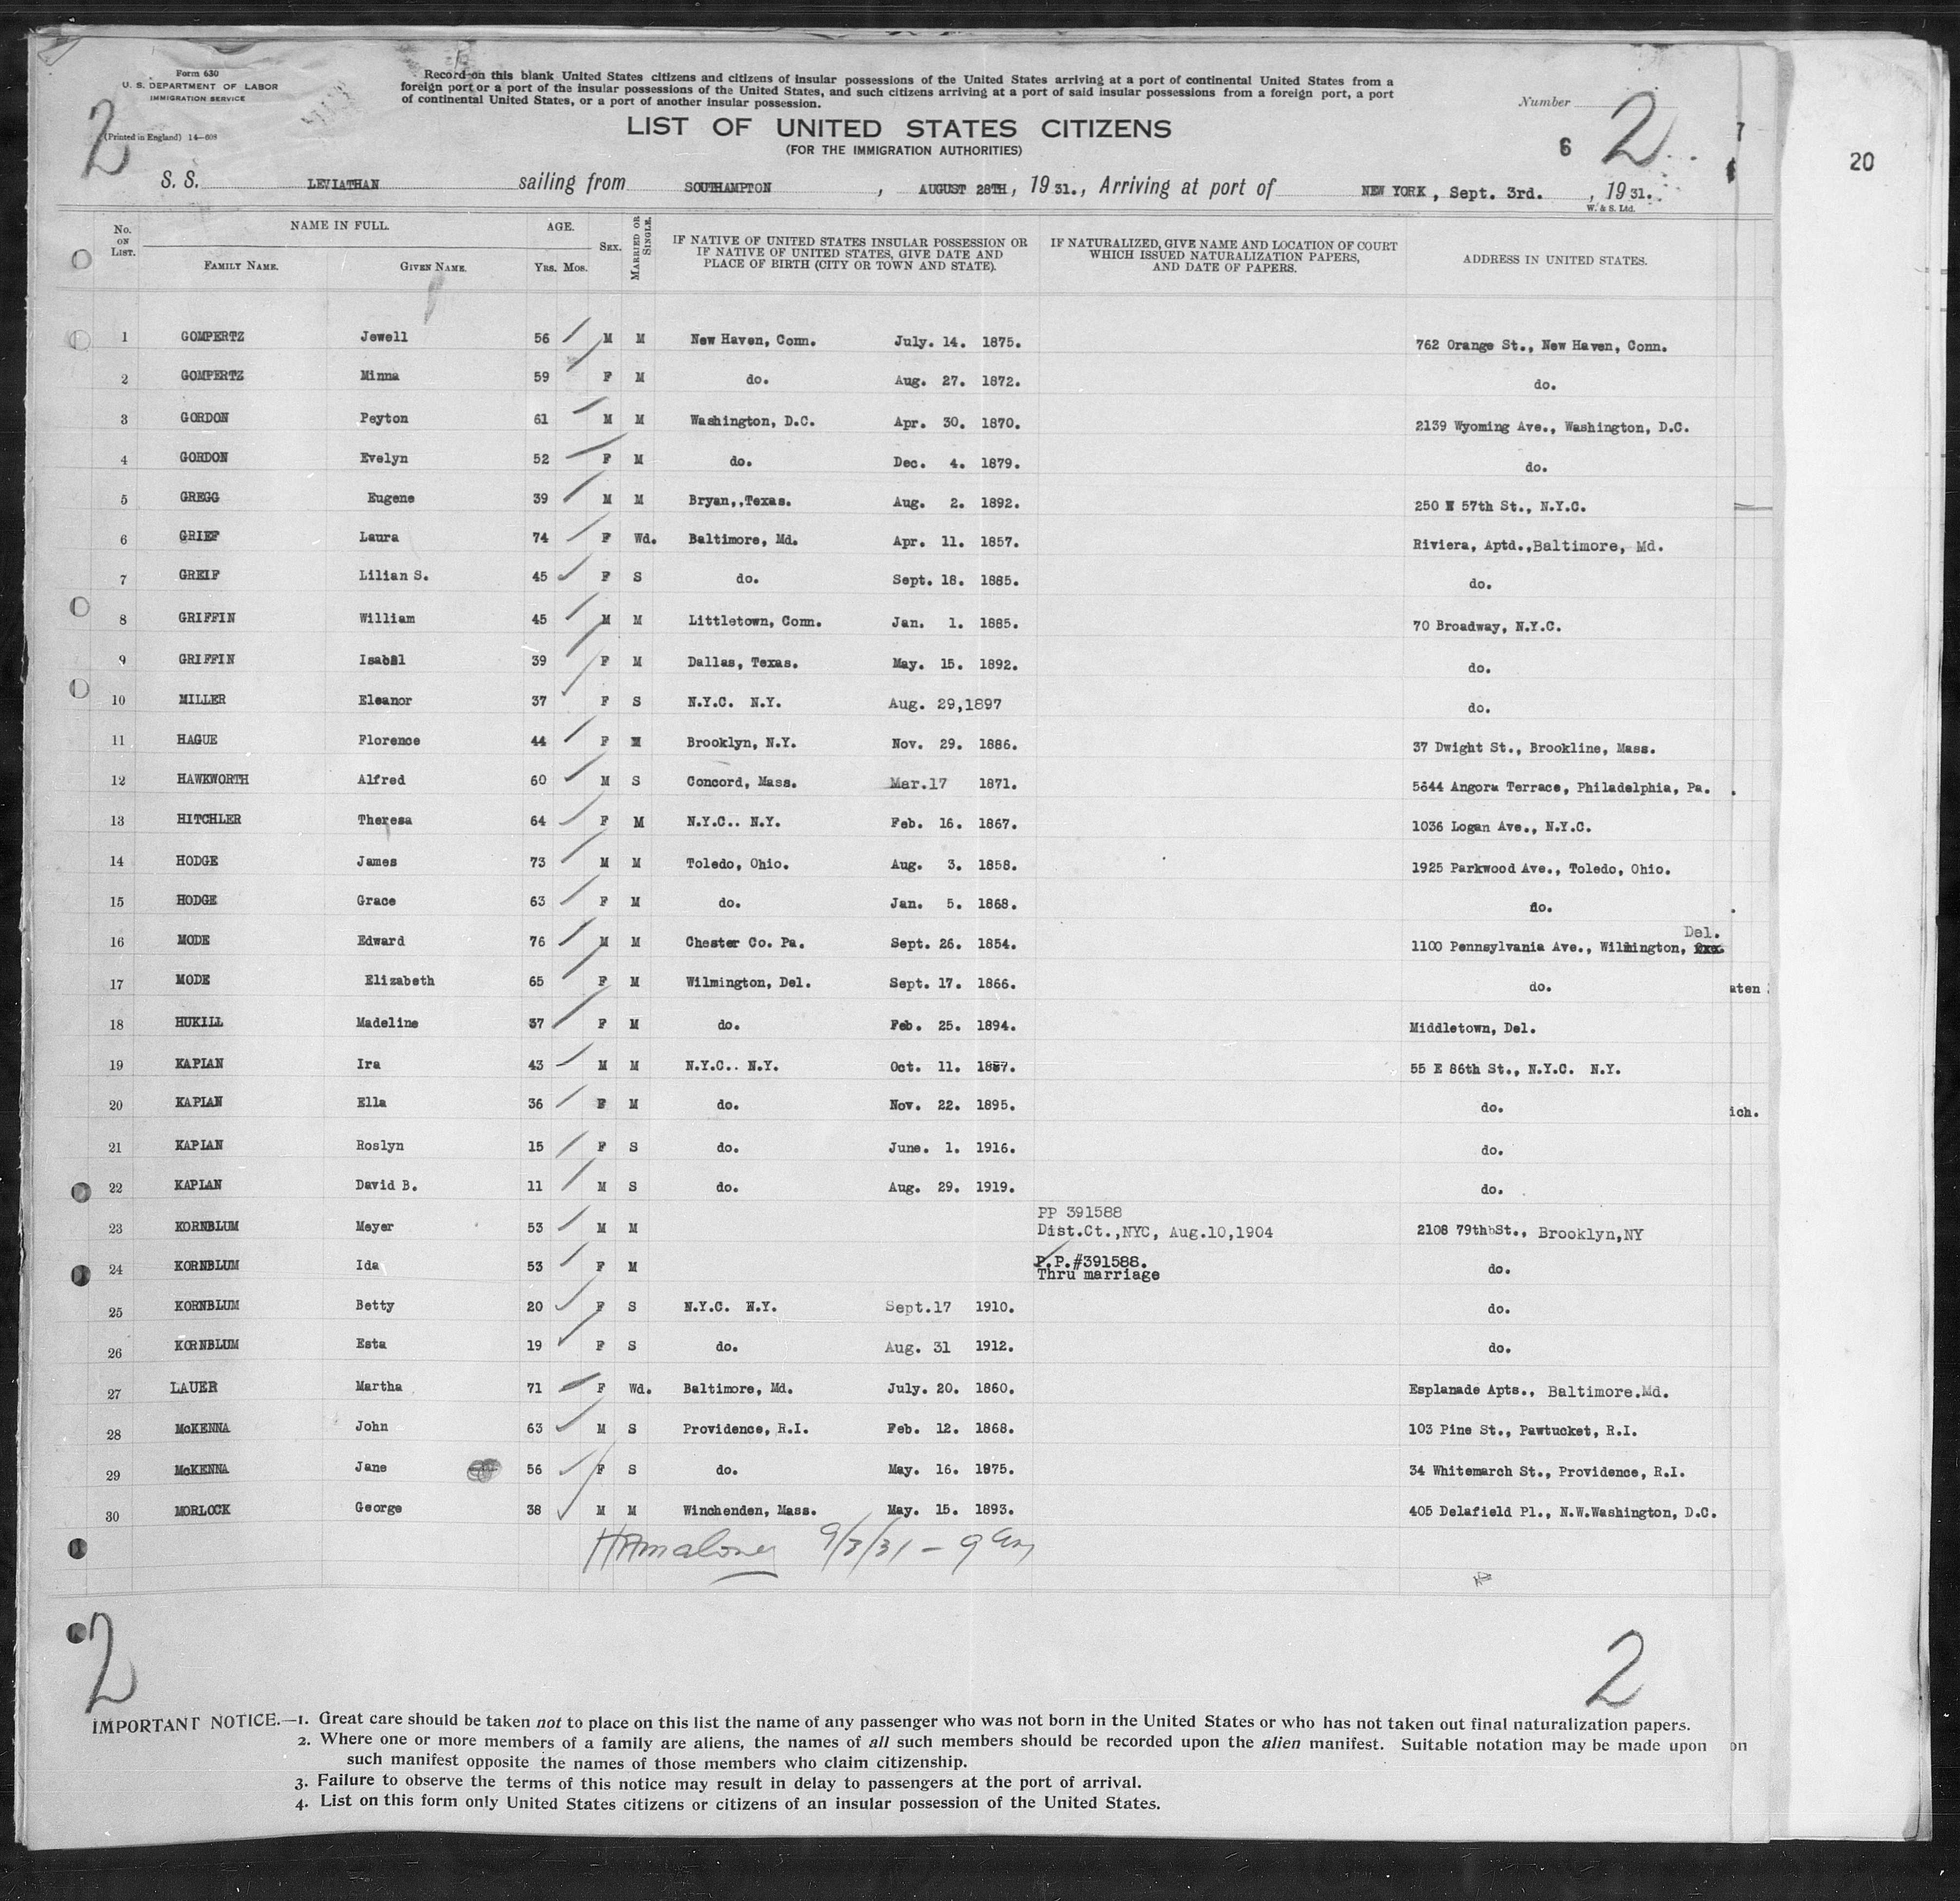 Form 630
U. S. DEPARTMENT OF LABOR
IMMIGRATION SERVICE
(Printed in England) 14—608
2
Record on this blank United States citizens and citizens of insular possessions of the United States arriving at a port of continental United States from a
foreign port or a port of the insular possessions of the United States, and such citizens arriving at a port of said insular possessions from a foreign port, a port
of continental United States, or a port of another insular possession.
Number
LIST OF UNITED STATES CITIZENS
(FOR THE IMMIGRATION AUTHORITIES)
6 2
7
20
S. S. LEVIATHAN sailing from SOUTHAMPTON, AUGUST 28TH, 1931., Arriving at port of NEW YORK, Sept. 3rd., 1931.
W. & S. Ltd.
No. ON LIST. NAME IN FULL. AGE. SEX. MARRIED OR SINGLE. IF NATIVE OF UNITED STATES INSULAR POSSESSION OR IF NATIVE OF UNITED STATES, GIVE DATE AND PLACE OF BIRTH (CITY OR TOWN AND STATE). IF NATURALIZED, GIVE NAME AND LOCATION OF COURT WHICH ISSUED NATURALIZATION PAPERS, AND DATE OF PAPERS. ADDRESS IN UNITED STATES.
FAMILY NAME. GIVEN NAME. YRS. MOS.
1 GOMPERTZ Jewell 56 M M New Haven, Conn. July. 14. 1875. 762 Orange St., New Haven, Conn.
2 GOMPERTZ Minna 59 F M do. Aug. 27. 1872. do.
3 GORDON Peyton 61 M M Washington, D.C. Apr. 30. 1870. 2139 Wyoming Ave., Washington, D.C.
4 GORDON Evelyn 52 F M do. Dec. 4. 1879. do.
5 GREGG Eugene 39 M M Bryan,,Texas. Aug. 2. 1892. 250 W 57th St., N.Y.C.
6 GRIEF Laura 74 F Wd. Baltimore, Md. Apr. 11. 1857. Riviera, Aptd.,Baltimore, Md.
7 GREIF Lilian S. 45 F S do. Sept. 18. 1885. do.
8 GRIFFIN William 45 M M Littletown, Conn. Jan. 1. 1885. 70 Broadway, N.Y.C.
9 GRIFFIN 39 F M Dallas, Texas. May. 15. 1892. do.
10 MILLER Eleanor 37 F S N.Y.C. N.Y. Aug. 29,1897 do.
11 HAGUE Florence 44 F M Brooklyn, N.Y. Nov. 29. 1886. 37 Dwight St., Brookline, Mass.
12 HAWKWORTH Alfred 60 M S Concord, Mass. Mar.17 1871. 5644 Angora Terrace, Philadelphia, Pa.
13 HITCHLER Theresa 64 F M N.Y.C.. N.Y. Feb. 16. 1867. 1036 Logan Ave., N.Y.C.
14 HODGE James 73 M M Toledo, Ohio. Aug. 3. 1858. 1925 Parkwood Ave., Toledo, Ohio.
15 HODGE Grace 63 F M do. Jan. 5. 1868. do.
16 MODE Edward 76 M M Chester Co. Pa. Sept. 26. 1854. 1100 Pennsylvania Ave., Wilmington, Del.
17 MODE Elizabeth 65 F M Wilmington, Del. Sept. 17. 1866. do.
aten
18 HUKILL Madeline 37 F M do. Feb. 25. 1894. Middletown, Del.
19 KAPLAN Ira 43 M M N.Y.C.. N.Y. Oct. 11. 1887. 55 E 86th St., N.Y.C. N.Y.
20 KAPLAN Ella 36 F M do. Nov. 22. 1895. do.
ich.
21 KAPLAN Roslyn 15 F S do. June. 1. 1916. do.
22 KAPLAN David B. 11 M S do. Aug. 29. 1919. do.
PP 391588
23 KORNBLUM Meyer 53 M M Dist.Ct.,NYC, Aug.10,1904 2108 79th St., Brooklyn,NY
24 KORNBLUM Ida 53 F M P.P.#391588. do.
Thru marriage
25 KORNBLUM Betty 20 F S N.Y.C. N.Y. Sept.17 1910. do.
26 KORNBLUM Esta 19 F S do. Aug. 31 1912. do.
27 LAUER Martha 71 F Wd. Baltimore, Md. July. 20. 1860. Esplanade Apts., Baltimore.Md.
28 McKENNA John 63 M S Providence, R.I. Feb. 12. 1868. 103 Pine St., Pawtucket, R.I.
29 McKENNA Jane 56 F S do. May. 16. 1875. 34 Whitemarch St., Providence, R.I.
30 MORLOCK George 38 M M Winchenden, Mass. May. 15. 1893. 405 Delafield Pl., N.W.Washington, D.C.
9/3/31 — 9
2 2
IMPORTANT NOTICE.—1. Great care should be taken not to place on this list the name of any passenger who was not born in the United States or who has not taken out final naturalization papers.
2. Where one or more members of a family are aliens, the names of all such members should be recorded upon the alien manifest. Suitable notation may be made upon on
such manifest opposite the names of those members who claim citizenship.
3. Failure to observe the terms of this notice may result in delay to passengers at the port of arrival.
4. List on this form only United States citizens or citizens of an insular possession of the United States.